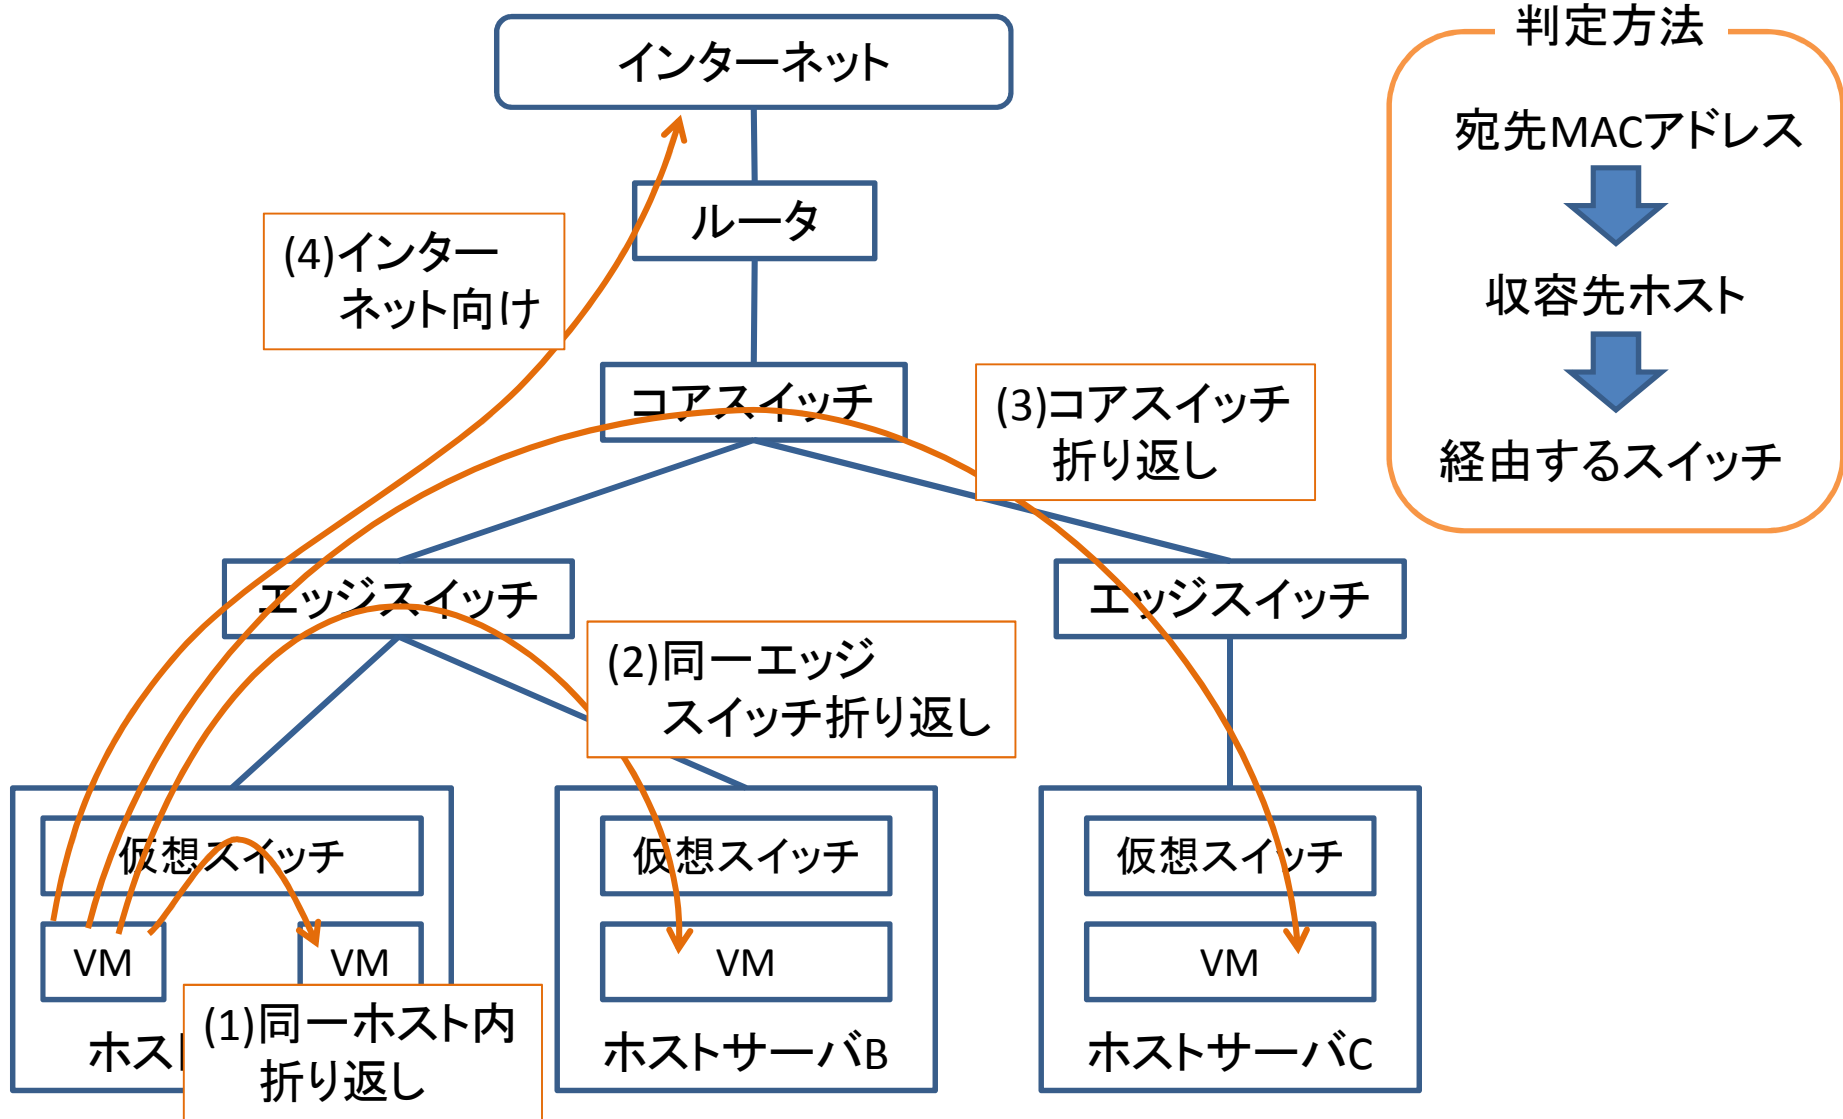 インターネット
判定方法
宛先MACアドレス
ルータ
(4)インター
ネット向け
収容先ホスト
コアスイッチ
(3)コアスイッチ
折り返し
経由するスイッチ
エッジスイッチ
エッジスイッチ
(2)同一エッジ
スイッチ折り返し
仮想スイッチ
仮想スイッチ
仮想スイッチ
VM
VM
VM
VM
(1)同一ホスト内
折り返し
ホス
ホストサーバB
ホストサーバC